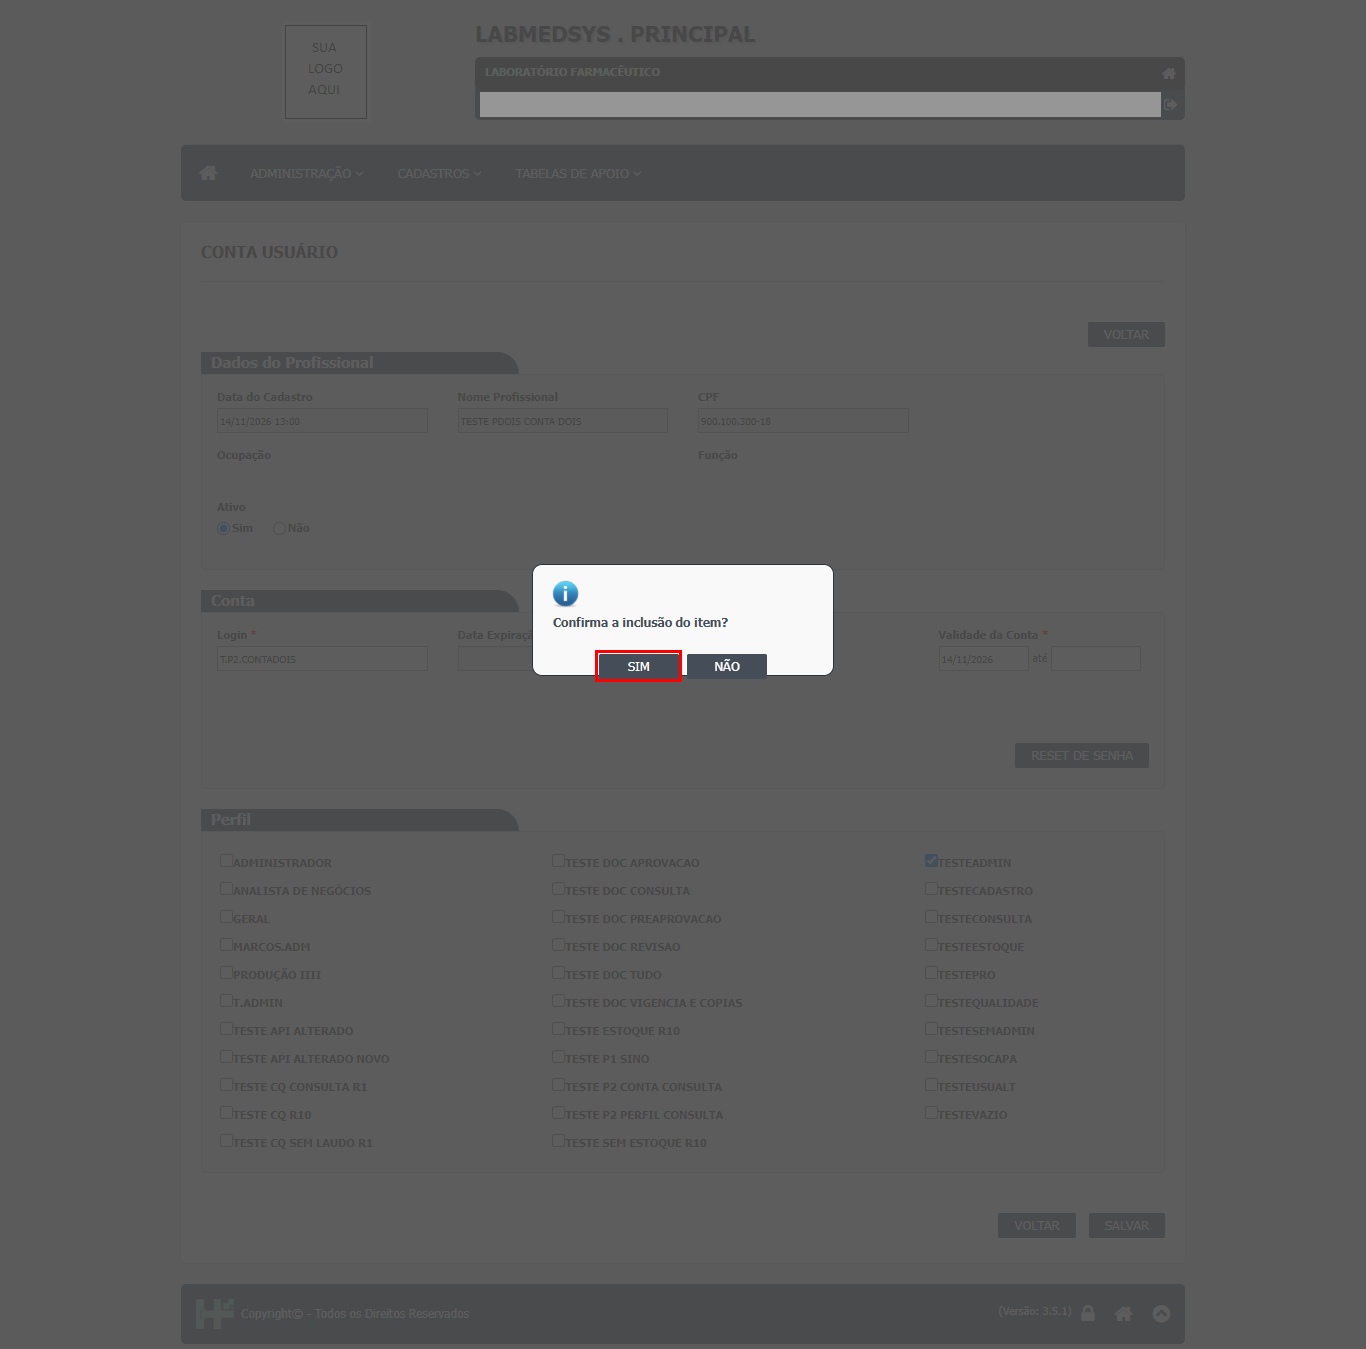 SUA
LOGO
AQUI
LABMEDSYS . PRINCIPAL
LABORATÓRIO FARMACÊUTICO
ADMINISTRAÇÃO CADASTROS TABELAS DE APOIO
CONTA USUÁRIO
VOLTAR
Dados do Profissional
Data do Cadastro Nome Profissional CPF
14/11/2026 13:00 TESTE PDOIS CONTA DOIS 900.100.300-18
Ocupação Função
Ativo
Sim Não
Conta
Confirma a inclusão do item?
SIM NÃO
Login * Data Expiraçã Validade da Conta *
T.P2.CONTADOIS 14/11/2026 até
RESET DE SENHA
Perfil
ADMINISTRADOR TESTE DOC APROVACAO TESTEADMIN
ANALISTA DE NEGÓCIOS TESTE DOC CONSULTA TESTECADASTRO
GERAL TESTE DOC PREAPROVACAO TESTECONSULTA
MARCOS.ADM TESTE DOC REVISAO TESTEESTOQUE
PRODUÇÃO IIII TESTE DOC TUDO TESTEPRO
T.ADMIN TESTE DOC VIGENCIA E COPIAS TESTEQUALIDADE
TESTE API ALTERADO TESTE ESTOQUE R10 TESTESEMADMIN
TESTE API ALTERADO NOVO TESTE P1 SINO TESTESOCAPA
TESTE CQ CONSULTA R1 TESTE P2 CONTA CONSULTA TESTEUSUALT
TESTE CQ R10 TESTE P2 PERFIL CONSULTA TESTEVAZIO
TESTE CQ SEM LAUDO R1 TESTE SEM ESTOQUE R10
VOLTAR SALVAR
Copyright© - Todos os Direitos Reservados (Versão: 3.5.1)